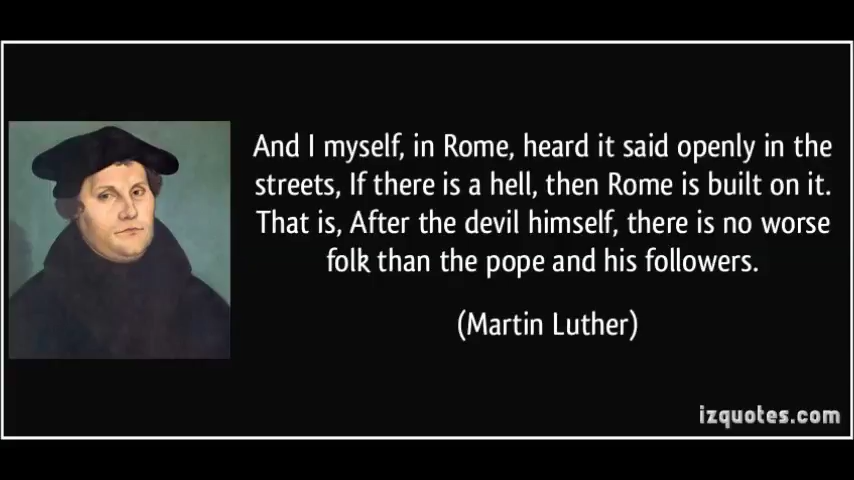 And I myself, in Rome, heard it said openly in the
streets, If there is a hell, then Rome is built on it.
That is, After the devil himself, there is no worse
folk than the pope and his followers.
(Martin Luther)
izquotes.com